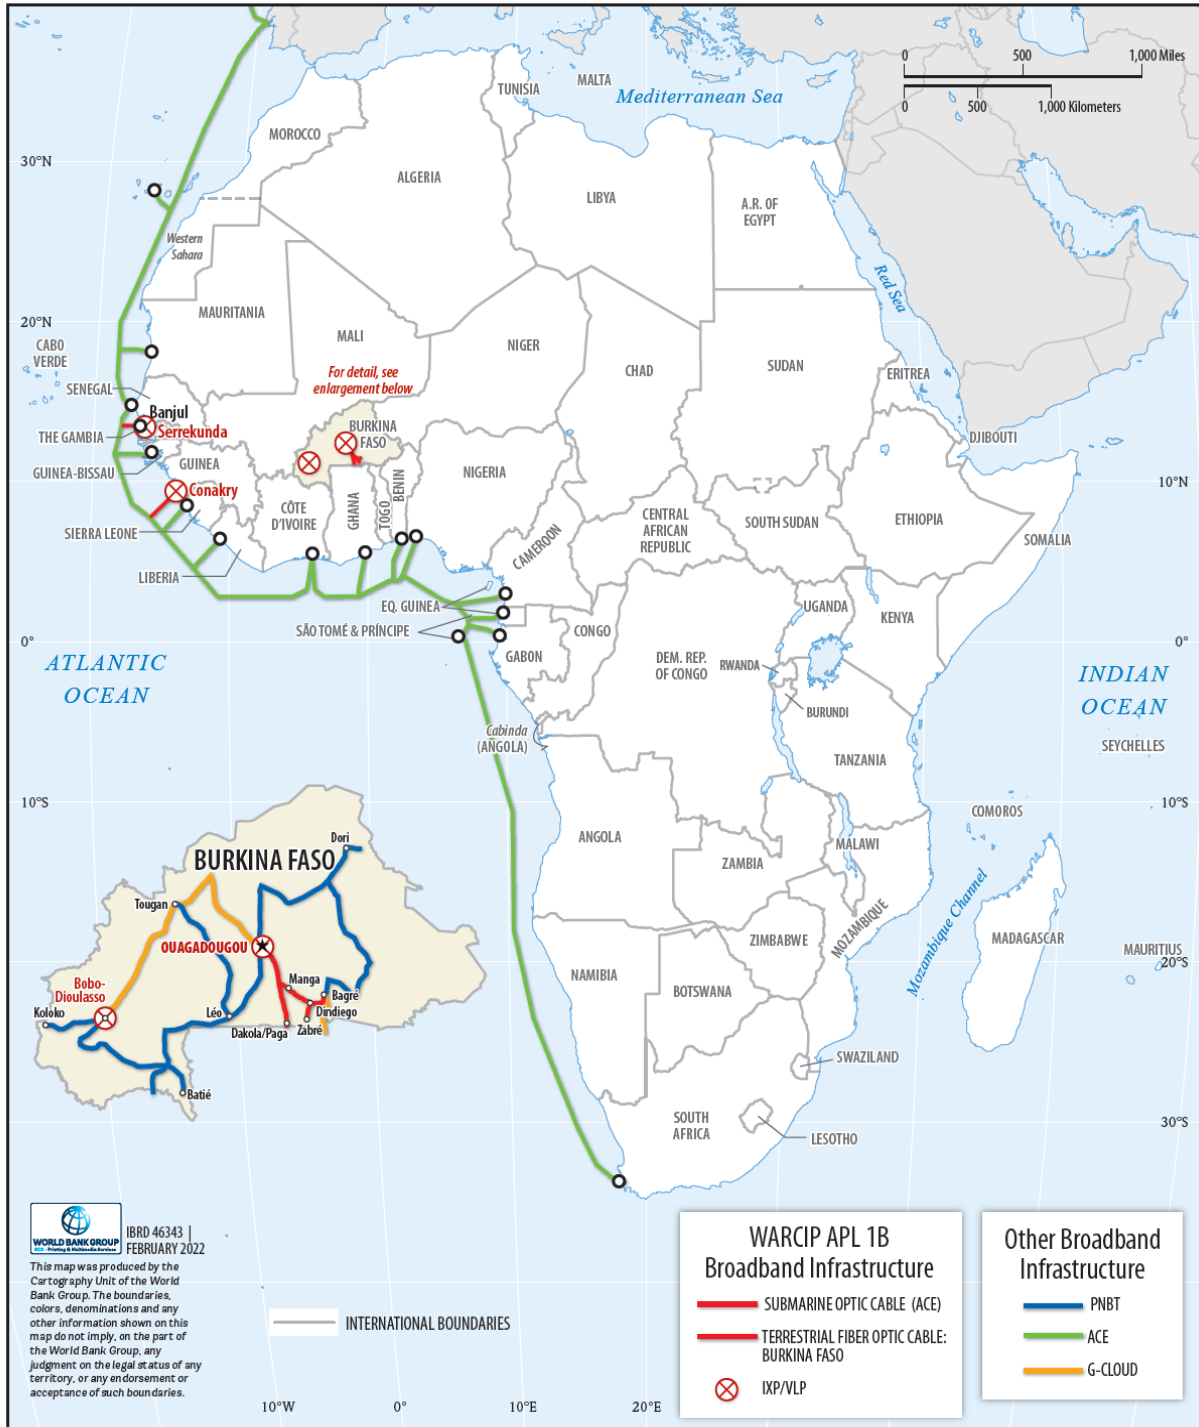 0
500
1,000 Miles
0
500
1,000 Kilometers
TUNISIA
MALTA
Mediterranean Sea
MOROCCO
30°N
ALGERIA
LIBYA
A.R. OF
EGYPT
Western
Sahara
Red Sea
MAURITANIA
20°N
MALI
NIGER
CABO
VERDE
CHAD
SUDAN
ERITREA
For detail, see
enlargement below
SENEGAL
Banjul
THE GAMBIA
Serrekunda
BURKINA
FASO
DJIBOUTI
GUINEA-BISSAU
GUINEA
NIGERIA
BENIN
10°N
Conakry
CÔTE
D'IVOIRE
GHANA
TOGO
CENTRAL
AFRICAN
REPUBLIC
SOUTH SUDAN
ETHIOPIA
SIERRA LEONE
SOMALIA
CAMEROON
LIBERIA
EQ. GUINEA
UGANDA
KENYA
SÃO TOMÉ & PRÍNCIPE
CONGO
0°
GABON
DEM. REP.
OF CONGO
RWANDA
ATLANTIC
OCEAN
INDIAN
OCEAN
BURUNDI
Cabinda
(ANGOLA)
SEYCHELLES
TANZANIA
10°S
10°S
COMOROS
ANGOLA
MALAWI
ZAMBIA
Mozambique Channel
MOZAMBIQUE
ZIMBABWE
MADAGASCAR
MAURITIUS
20°S
NAMIBIA
BOTSWANA
SWAZILAND
SOUTH
AFRICA
30°S
LESOTHO
Dori
BURKINA FASO
Tougan
OUAGADOUGOU
Bobo-
Dioulasso
Manga
Bagré
Koloko
Léo
Dindiego
Dakola/Paga
Zabré
Batié
WORLD BANK GROUP
Printing & Multimedia Services
IBRD 46343 |
FEBRUARY 2022
This map was produced by the
Cartography Unit of the World
Bank Group. The boundaries,
colors, denominations and any
other information shown on this
map do not imply, on the part of
the World Bank Group, any
judgment on the legal status of any
territory, or any endorsement or
acceptance of such boundaries.
INTERNATIONAL BOUNDARIES
WARCIP APL 1B
Broadband Infrastructure
SUBMARINE OPTIC CABLE (ACE)
TERRESTRIAL FIBER OPTIC CABLE:
BURKINA FASO
IXP/VLP
Other Broadband
Infrastructure
PNBT
ACE
G-CLOUD
10°W
0°
10°E
20°E